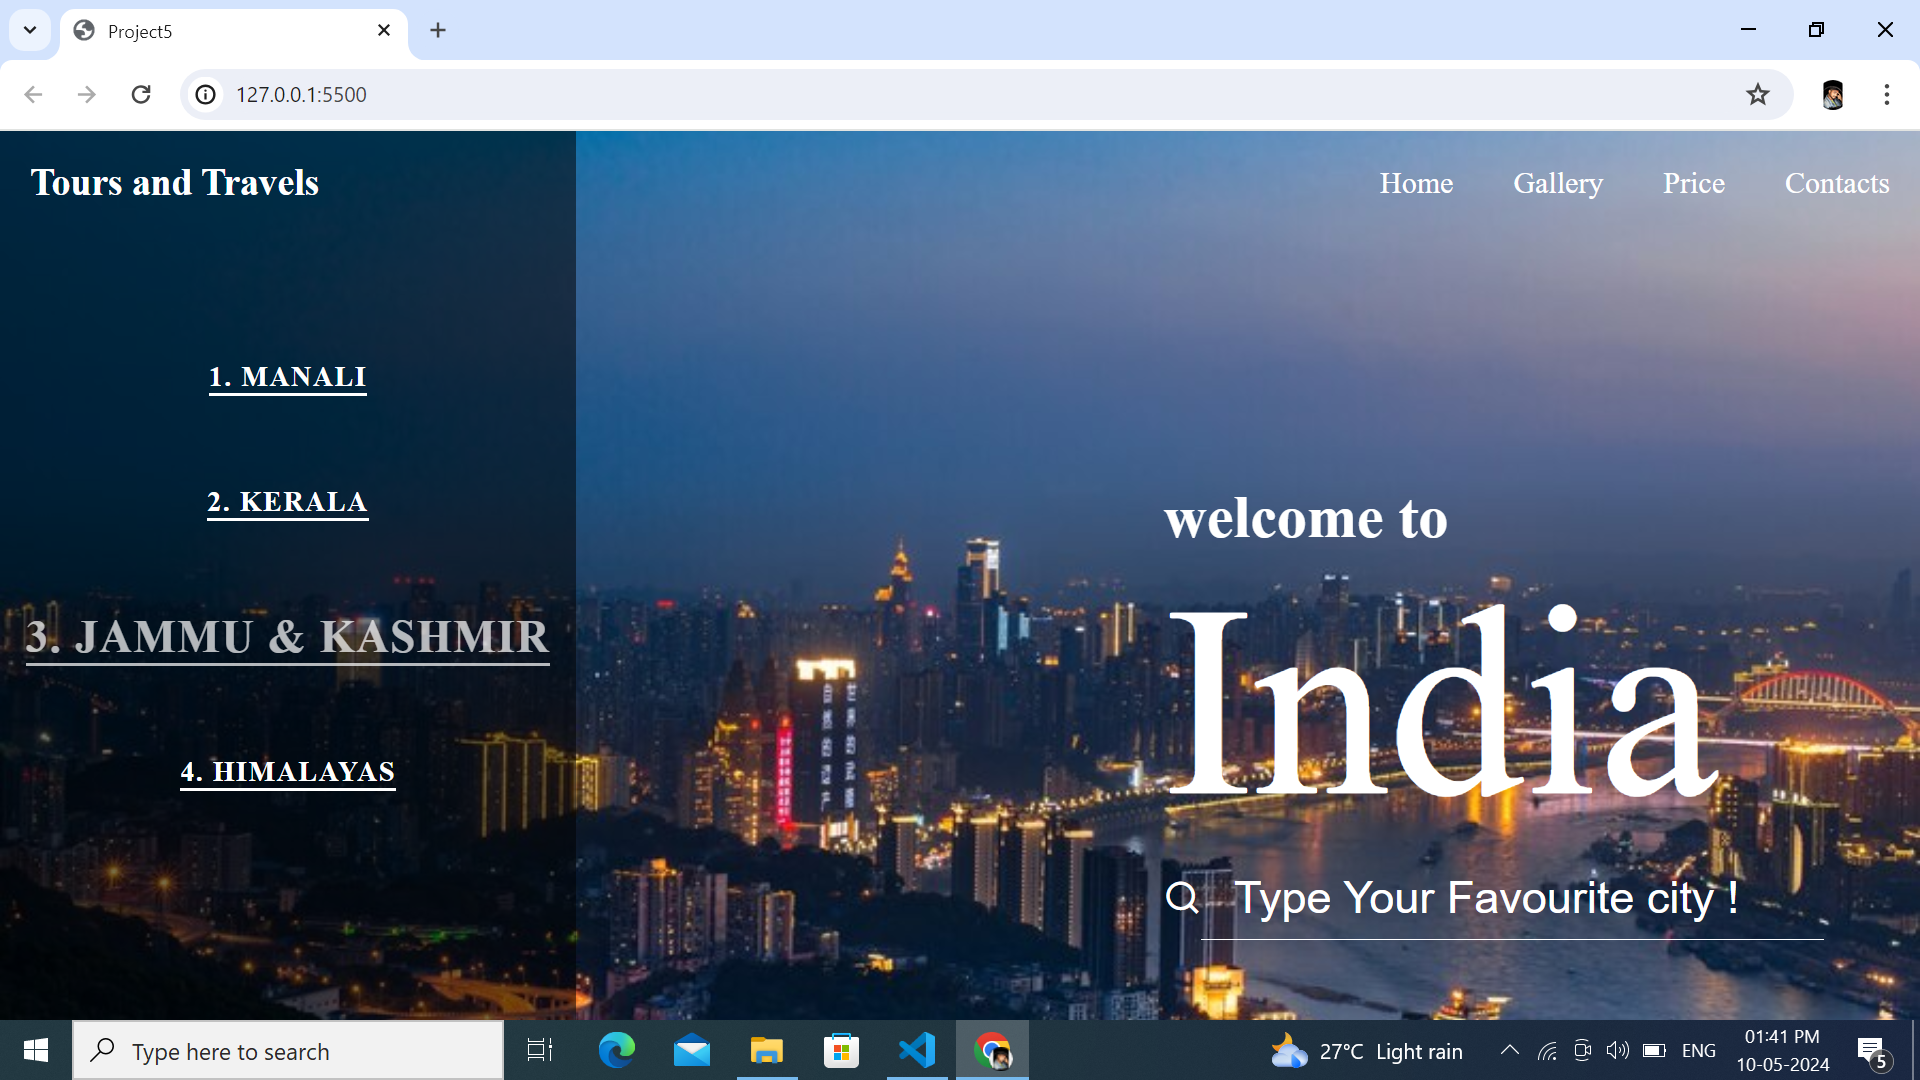 Project5
127.0.0.1:5500
Tours and Travels
Home Gallery Price Contacts
1. MANALI
2. KERALA
3. JAMMU & KASHMIR
4. HIMALAYAS
welcome to
India
Type Your Favourite city !
Type here to search
27°C Light rain
ENG
01:41 PM
10-05-2024
5